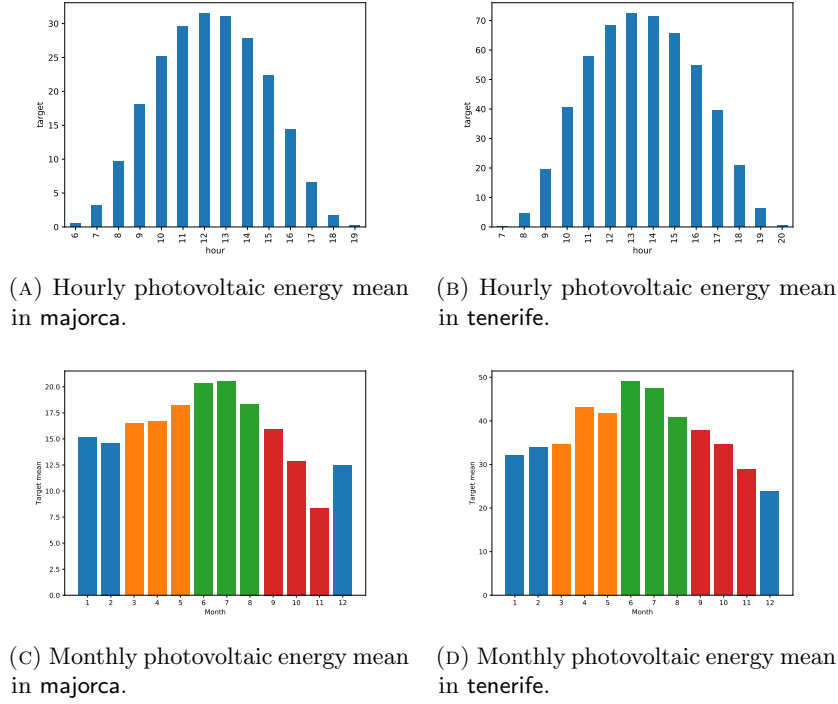 30
25
20
15
10
5
0
target
6 7 8 9 10 11 12 13 14 15 16 17 18 19
hour
(A) Hourly photovoltaic energy mean
in majorca.
70
60
50
40
30
20
10
0
target
7 8 9 10 11 12 13 14 15 16 17 18 19 20
hour
(B) Hourly photovoltaic energy mean
in tenerife.
20.0
17.5
15.0
12.5
10.0
7.5
5.0
2.5
0.0
Target mean
1 2 3 4 5 6 7 8 9 10 11 12
Month
(C) Monthly photovoltaic energy mean
in majorca.
50
40
30
20
10
0
Target mean
1 2 3 4 5 6 7 8 9 10 11 12
Month
(D) Monthly photovoltaic energy mean
in tenerife.